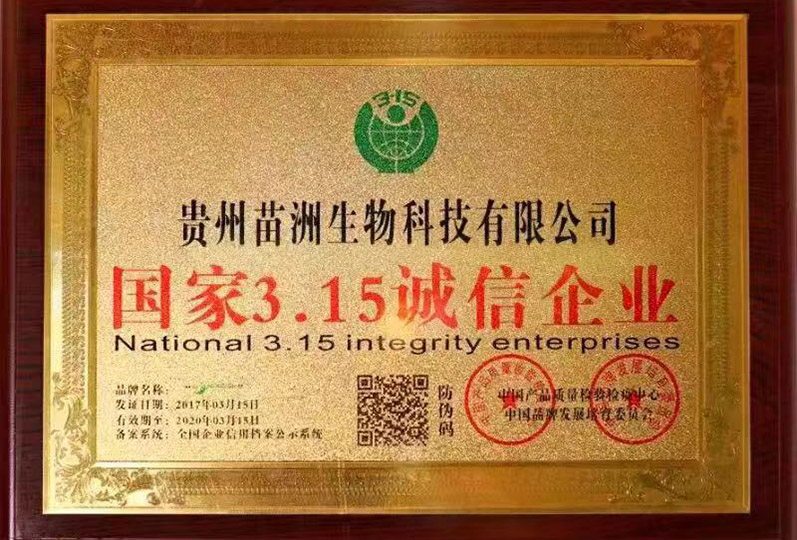 3·15
贵州苗洲生物科技有限公司
国家3.15诚信企业
National 3.15 integrity enterprises
品牌名称:
发证日期: 2017年03月15日
有效期至: 2020年03月15日
备案系统: 全国企业信用档案公示系统
防伪码
中国产品质量检验检疫中心
中国品牌发展培育委员会